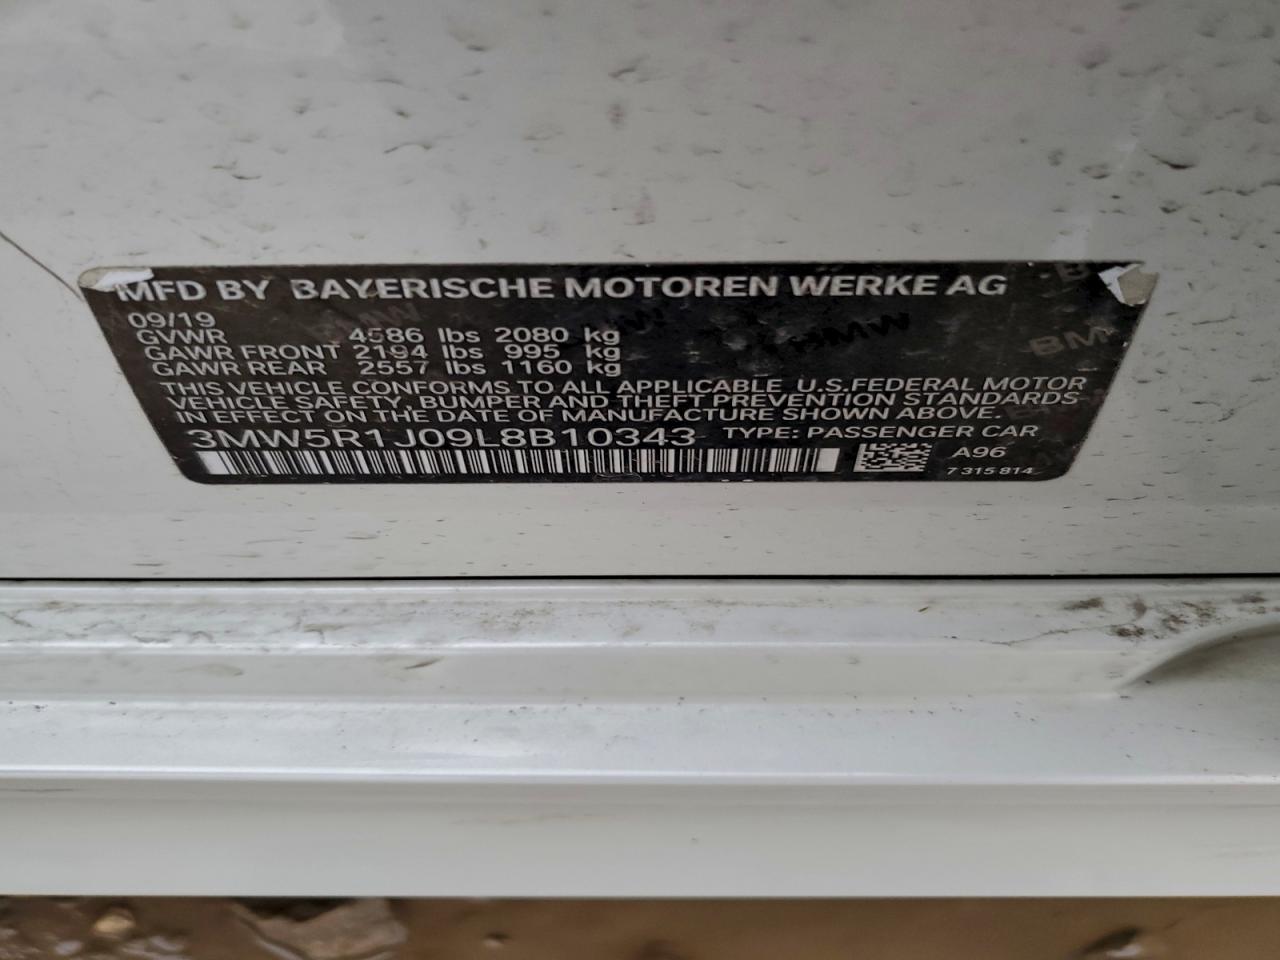 MFD BY BAYERISCHE MOTOREN WERKE AG
09/19
GVWR 4586 lbs 2080 kg
GAWR FRONT 2194 lbs 995 kg
GAWR REAR 2557 lbs 1160 kg
THIS VEHICLE CONFORMS TO ALL APPLICABLE U.S.FEDERAL MOTOR
VEHICLE SAFETY, BUMPER AND THEFT PREVENTION STANDARDS
IN EFFECT ON THE DATE OF MANUFACTURE SHOWN ABOVE.
3MW5R1J09L8B10343 TYPE: PASSENGER CAR
A96
7 315 814